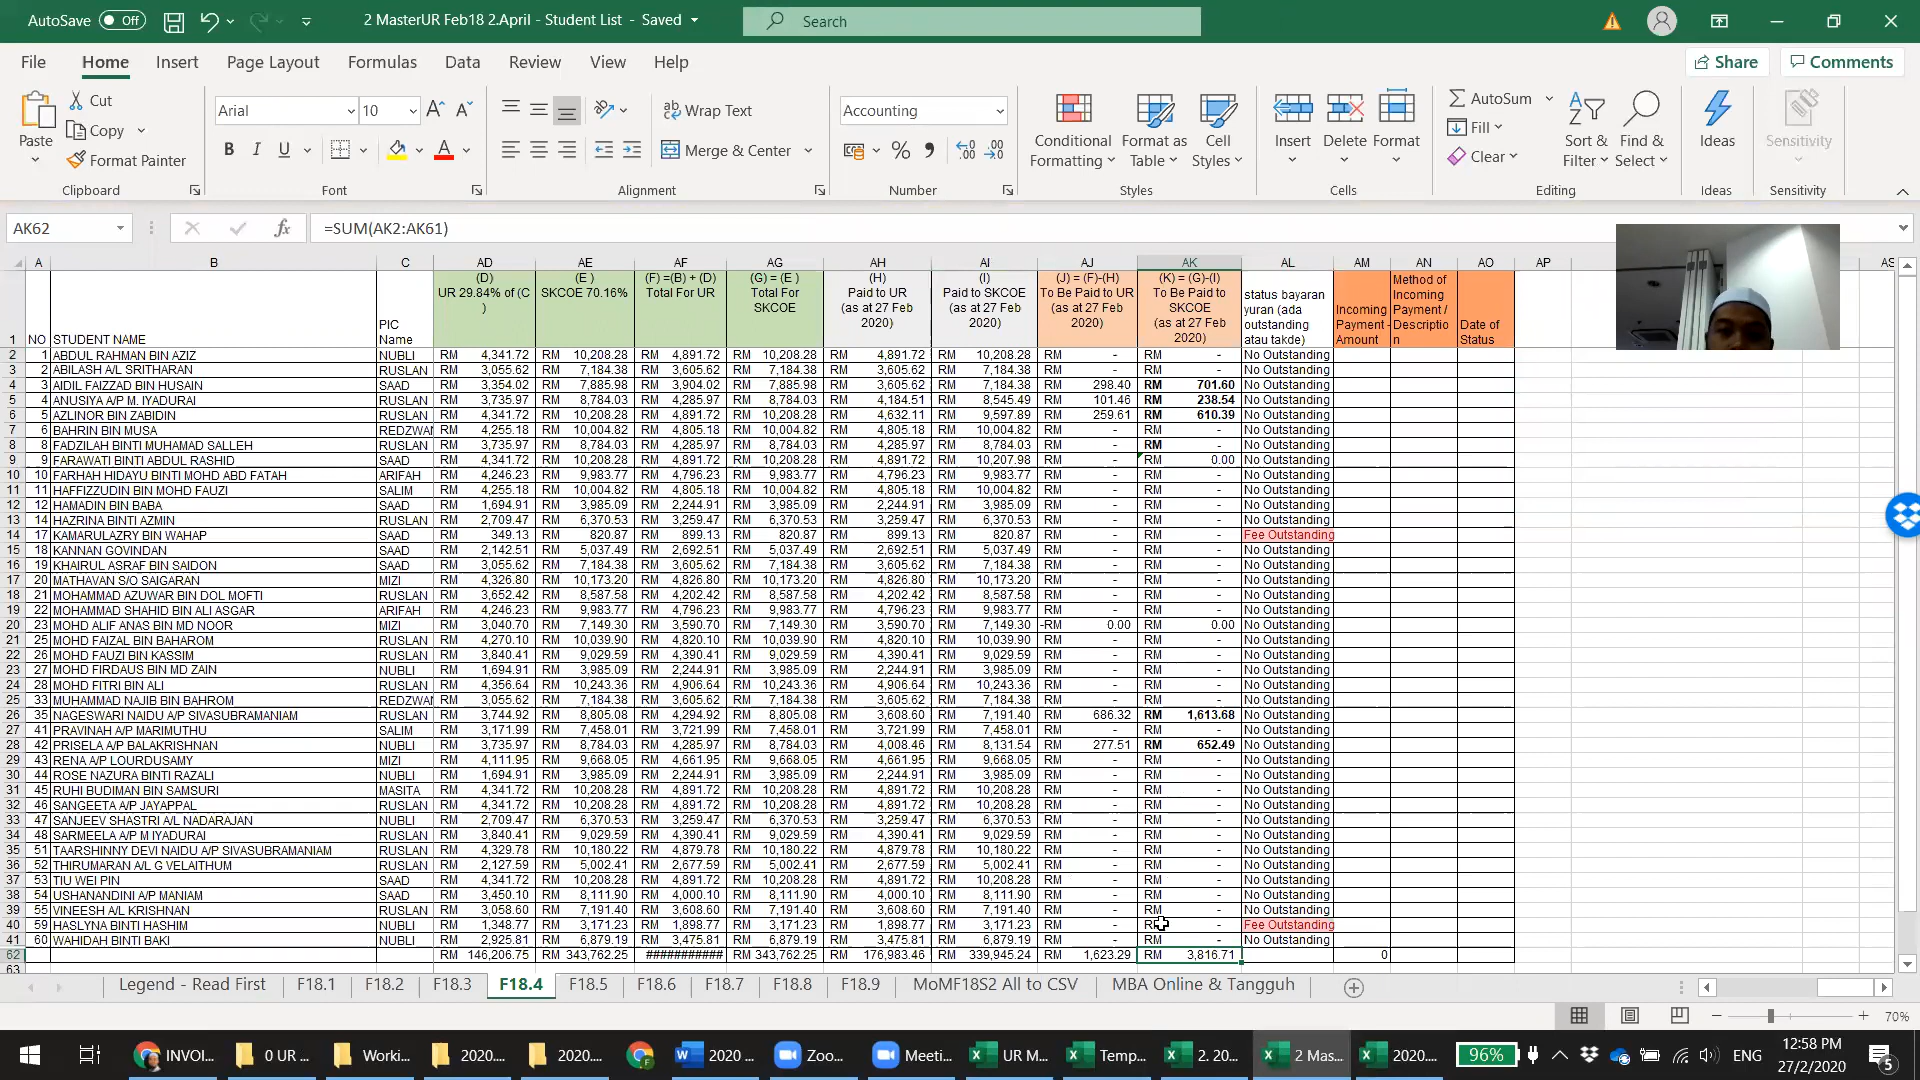 AutoSave Off 2 MasterUR Feb18 2.April - Student List - Saved Search
File Home Insert Page Layout Formulas Data Review View Help Share Comments
Paste Cut Copy Format Painter Clipboard
Arial 10 B I U A Font
Wrap Text Merge & Center Alignment
Accounting % Number
Conditional Formatting Format as Table Cell Styles Styles
Insert Delete Format Cells
AutoSum Fill Clear Sort & Filter Find & Select Editing
Ideas Ideas
Sensitivity Sensitivity
AK62 fx =SUM(AK2:AK61)
A B C AD AE AF AG AH AI AJ AK AL AM AN AO AP AS
1 NO STUDENT NAME PIC Name (D) UR 29.84% of (C ) (E ) SKCOE 70.16% (F) =(B) + (D) Total For UR (G) = (E ) Total For SKCOE (H) Paid to UR (as at 27 Feb 2020) (I) Paid to SKCOE (as at 27 Feb 2020) (J) = (F)-(H) To Be Paid to UR (as at 27 Feb 2020) (K) = (G)-(I) To Be Paid to SKCOE (as at 27 Feb 2020) status bayaran yuran (ada outstanding atau takde) Incoming Payment - Amount Method of Incoming Payment / Description Date of Status
2 1 ABDUL RAHMAN BIN AZIZ NUBLI RM 4,341.72 RM 10,208.28 RM 4,891.72 RM 10,208.28 RM 4,891.72 RM 10,208.28 RM - RM - No Outstanding
3 2 ABILASH A/L SRITHARAN RUSLAN RM 3,055.62 RM 7,184.38 RM 3,605.62 RM 7,184.38 RM 3,605.62 RM 7,184.38 RM - RM - No Outstanding
4 3 AIDIL FAIZZAD BIN HUSAIN SAAD RM 3,354.02 RM 7,885.98 RM 3,904.02 RM 7,885.98 RM 3,605.62 RM 7,184.38 RM 298.40 RM 701.60 No Outstanding
5 4 ANUSIYA A/P M. IYADURAI RUSLAN RM 3,735.97 RM 8,784.03 RM 4,285.97 RM 8,784.03 RM 4,184.51 RM 8,545.49 RM 101.46 RM 238.54 No Outstanding
6 5 AZLINOR BIN ZABIDIN RUSLAN RM 4,341.72 RM 10,208.28 RM 4,891.72 RM 10,208.28 RM 4,632.11 RM 9,597.89 RM 259.61 RM 610.39 No Outstanding
7 6 BAHRIN BIN MUSA REDZWAN RM 4,255.18 RM 10,004.82 RM 4,805.18 RM 10,004.82 RM 4,805.18 RM 10,004.82 RM - RM - No Outstanding
8 8 FADZILAH BINTI MUHAMAD SALLEH RUSLAN RM 3,735.97 RM 8,784.03 RM 4,285.97 RM 8,784.03 RM 4,285.97 RM 8,784.03 RM - RM - No Outstanding
9 9 FARAWATI BINTI ABDUL RASHID SAAD RM 4,341.72 RM 10,208.28 RM 4,891.72 RM 10,208.28 RM 4,891.72 RM 10,207.98 RM - RM 0.00 No Outstanding
10 10 FARHAH HIDAYU BINTI MOHD ABD FATAH ARIFAH RM 4,246.23 RM 9,983.77 RM 4,796.23 RM 9,983.77 RM 4,796.23 RM 9,983.77 RM - RM - No Outstanding
11 11 HAFFIZZUDIN BIN MOHD FAUZI SALIM RM 4,255.18 RM 10,004.82 RM 4,805.18 RM 10,004.82 RM 4,805.18 RM 10,004.82 RM - RM - No Outstanding
12 12 HAMADIN BIN BABA SAAD RM 1,694.91 RM 3,985.09 RM 2,244.91 RM 3,985.09 RM 2,244.91 RM 3,985.09 RM - RM - No Outstanding
13 14 HAZRINA BINTI AZMIN RUSLAN RM 2,709.47 RM 6,370.53 RM 3,259.47 RM 6,370.53 RM 3,259.47 RM 6,370.53 RM - RM - No Outstanding
14 17 KAMARULAZRY BIN WAHAP SAAD RM 349.13 RM 820.87 RM 899.13 RM 820.87 RM 899.13 RM 820.87 RM - RM - Fee Outstanding
15 18 KANNAN GOVINDAN SAAD RM 2,142.51 RM 5,037.49 RM 2,692.51 RM 5,037.49 RM 2,692.51 RM 5,037.49 RM - RM - No Outstanding
16 19 KHAIRUL ASRAF BIN SAIDON SAAD RM 3,055.62 RM 7,184.38 RM 3,605.62 RM 7,184.38 RM 3,605.62 RM 7,184.38 RM - RM - No Outstanding
17 20 MATHAVAN S/O SAIGARAN MIZI RM 4,326.80 RM 10,173.20 RM 4,826.80 RM 10,173.20 RM 4,826.80 RM 10,173.20 RM - RM - No Outstanding
18 21 MOHAMMAD AZUWAR BIN DOL MOFTI RUSLAN RM 3,652.42 RM 8,587.58 RM 4,202.42 RM 8,587.58 RM 4,202.42 RM 8,587.58 RM - RM - No Outstanding
19 22 MOHAMMAD SHAHID BIN ALI ASGAR ARIFAH RM 4,246.23 RM 9,983.77 RM 4,796.23 RM 9,983.77 RM 4,796.23 RM 9,983.77 RM - RM - No Outstanding
20 23 MOHD ALIF ANAS BIN MD NOOR MIZI RM 3,040.70 RM 7,149.30 RM 3,590.70 RM 7,149.30 RM 3,590.70 RM 7,149.30 -RM 0.00 RM 0.00 No Outstanding
21 25 MOHD FAIZAL BIN BAHAROM RUSLAN RM 4,270.10 RM 10,039.90 RM 4,820.10 RM 10,039.90 RM 4,820.10 RM 10,039.90 RM - RM - No Outstanding
22 26 MOHD FAUZI BIN KASSIM RUSLAN RM 3,840.41 RM 9,029.59 RM 4,390.41 RM 9,029.59 RM 4,390.41 RM 9,029.59 RM - RM - No Outstanding
23 27 MOHD FIRDAUS BIN MD ZAIN NUBLI RM 1,694.91 RM 3,985.09 RM 2,244.91 RM 3,985.09 RM 2,244.91 RM 3,985.09 RM - RM - No Outstanding
24 28 MOHD FITRI BIN ALI RUSLAN RM 4,356.64 RM 10,243.36 RM 4,906.64 RM 10,243.36 RM 4,906.64 RM 10,243.36 RM - RM - No Outstanding
25 33 MUHAMMAD NAJIB BIN BAHROM REDZWAN RM 3,055.62 RM 7,184.38 RM 3,605.62 RM 7,184.38 RM 3,605.62 RM 7,184.38 RM - RM - No Outstanding
26 35 NAGESWARI NAIDU A/P SIVASUBRAMANIAM RUSLAN RM 3,744.92 RM 8,805.08 RM 4,294.92 RM 8,805.08 RM 3,608.60 RM 7,191.40 RM 686.32 RM 1,613.68 No Outstanding
27 41 PRAVINAH A/P MARIMUTHU SALIM RM 3,171.99 RM 7,458.01 RM 3,721.99 RM 7,458.01 RM 3,721.99 RM 7,458.01 RM - RM - No Outstanding
28 42 PRISELA A/P BALAKRISHNAN NUBLI RM 3,735.97 RM 8,784.03 RM 4,285.97 RM 8,784.03 RM 4,008.46 RM 8,131.54 RM 277.51 RM 652.49 No Outstanding
29 43 RENA A/P LOURDUSAMY MIZI RM 4,111.95 RM 9,668.05 RM 4,661.95 RM 9,668.05 RM 4,661.95 RM 9,668.05 RM - RM - No Outstanding
30 44 ROSE NAZURA BINTI RAZALI NUBLI RM 1,694.91 RM 3,985.09 RM 2,244.91 RM 3,985.09 RM 2,244.91 RM 3,985.09 RM - RM - No Outstanding
31 45 RUHI BUDIMAN BIN SAMSURI MASITA RM 4,341.72 RM 10,208.28 RM 4,891.72 RM 10,208.28 RM 4,891.72 RM 10,208.28 RM - RM - No Outstanding
32 46 SANGEETA A/P JAYAPPAL RUSLAN RM 4,341.72 RM 10,208.28 RM 4,891.72 RM 10,208.28 RM 4,891.72 RM 10,208.28 RM - RM - No Outstanding
33 47 SANJEEV SHASTRI A/L NADARAJAN NUBLI RM 2,709.47 RM 6,370.53 RM 3,259.47 RM 6,370.53 RM 3,259.47 RM 6,370.53 RM - RM - No Outstanding
34 48 SARMEELA A/P M IYADURAI RUSLAN RM 3,840.41 RM 9,029.59 RM 4,390.41 RM 9,029.59 RM 4,390.41 RM 9,029.59 RM - RM - No Outstanding
35 51 TAARSHINNY DEVI NAIDU A/P SIVASUBRAMANIAM RUSLAN RM 4,329.78 RM 10,180.22 RM 4,879.78 RM 10,180.22 RM 4,879.78 RM 10,180.22 RM - RM - No Outstanding
36 52 THIRUMARAN A/L G VELAITHUM RUSLAN RM 2,127.59 RM 5,002.41 RM 2,677.59 RM 5,002.41 RM 2,677.59 RM 5,002.41 RM - RM - No Outstanding
37 53 TIU WEI PIN SAAD RM 4,341.72 RM 10,208.28 RM 4,891.72 RM 10,208.28 RM 4,891.72 RM 10,208.28 RM - RM - No Outstanding
38 54 USHANANDINI A/P MANIAM SAAD RM 3,450.10 RM 8,111.90 RM 4,000.10 RM 8,111.90 RM 4,000.10 RM 8,111.90 RM - RM - No Outstanding
39 55 VINEESH A/L KRISHNAN RUSLAN RM 3,058.60 RM 7,191.40 RM 3,608.60 RM 7,191.40 RM 3,608.60 RM 7,191.40 RM - RM - No Outstanding
40 59 HASLYNA BINTI HASHIM NUBLI RM 1,348.77 RM 3,171.23 RM 1,898.77 RM 3,171.23 RM 1,898.77 RM 3,171.23 RM - RM - Fee Outstanding
41 60 WAHIDAH BINTI BAKI NUBLI RM 2,925.81 RM 6,879.19 RM 3,475.81 RM 6,879.19 RM 3,475.81 RM 6,879.19 RM - RM - No Outstanding
62 RM 146,206.75 RM 343,762.25 ########### RM 343,762.25 RM 176,983.46 RM 339,945.24 RM 1,623.29 RM 3,816.71 0
63
Legend - Read First F18.1 F18.2 F18.3 F18.4 F18.5 F18.6 F18.7 F18.8 F18.9 MoMF18S2 All to CSV MBA Online & Tangguh
70%
INVOI... 0 UR ... Worki... 2020.... 2020.... 2020 ... Zoo... Meeti... UR M... Temp... 2. 20... 2 Mas... 2020.... 96% ENG 12:58 PM 27/2/2020 5